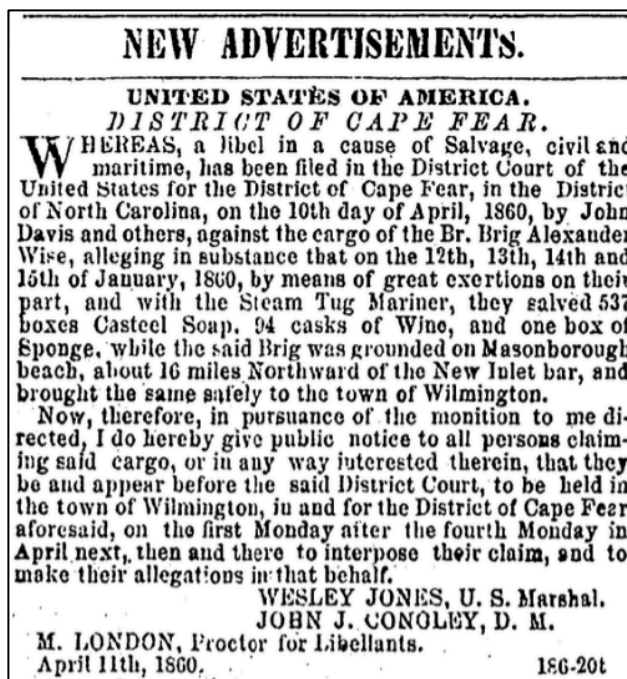 NEW ADVERTISEMENTS.
UNITED STATES OF AMERICA.
DISTRICT OF CAPE FEAR.
WHEREAS, a libel in a cause of Salvage, civil and
maritime, has been filed in the District Court of the
United States for the District of Cape Fear, in the District
of North Carolina, on the 10th day of April, 1860, by John
Davis and others, against the cargo of the Br. Brig Alexander
Wise, alleging in substance that on the 12th, 13th, 14th and
15th of January, 1860, by means of great exertions on their
part, and with the Steam Tug Mariner, they salved 537
boxes Casteel Soap, 94 casks of Wine, and one box of
Sponge, while the said Brig was grounded on Masonborough
beach, about 16 miles Northward of the New Inlet bar, and
brought the same safely to the town of Wilmington.
Now, therefore, in pursuance of the monition to me di-
rected, I do hereby give public notice to all persons claim-
ing said cargo, or in any way interested therein, that they
be and appear before the said District Court, to be held in
the town of Wilmington, in and for the District of Cape Fear
aforesaid, on the first Monday after the fourth Monday in
April next, then and there to interpose their claim, and to
make their allegations in that behalf.
WESLEY JONES, U. S. Marshal.
JOHN J. CONOLEY, D. M.
M. LONDON, Proctor for Libellants.
April 11th, 1860. 186-20t